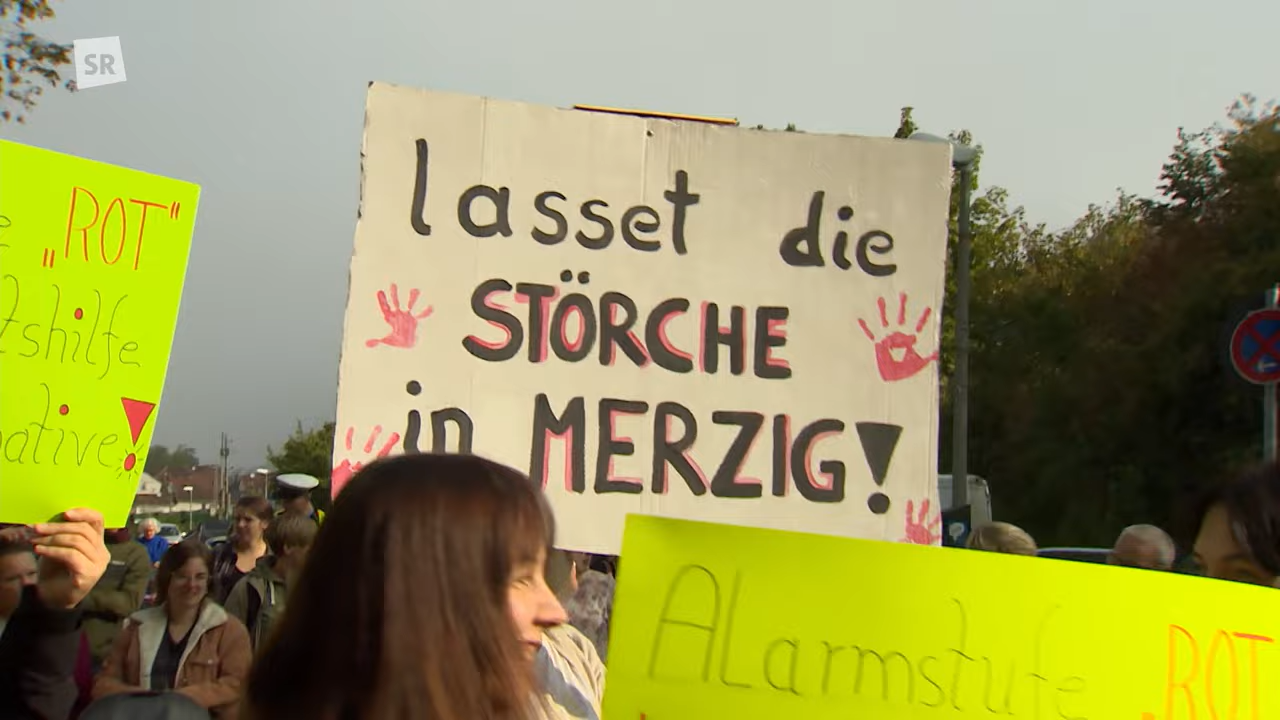 SR
„ROT"
lasset die
STÖRCHE
in MERZIG!
ALarmstufe „ROT